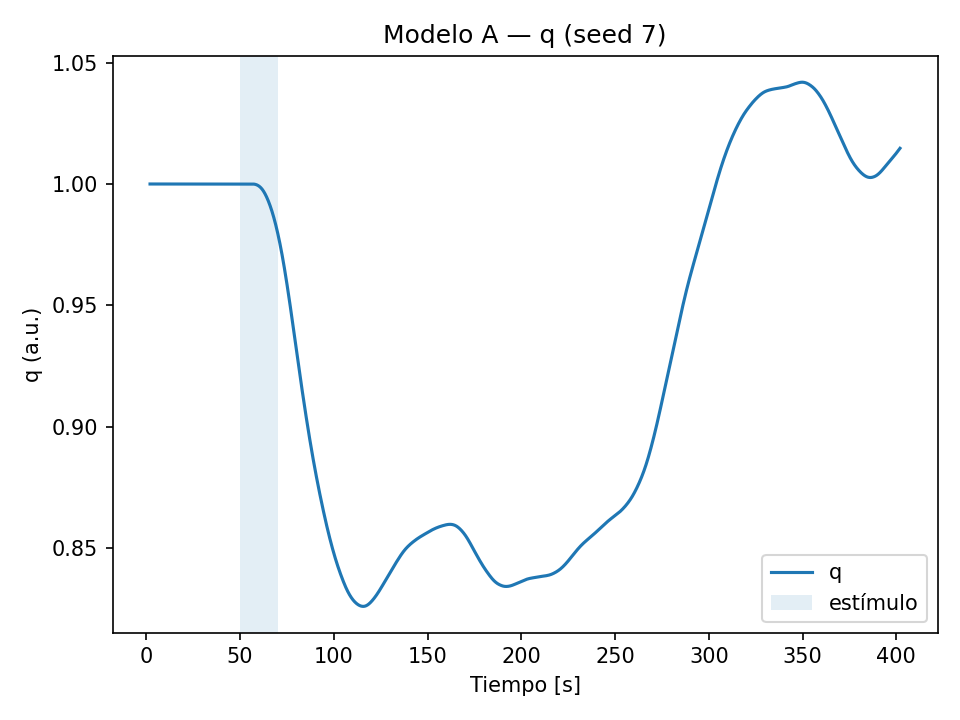 Modelo A — q (seed 7)
1.05
1.00
0.95
0.90
0.85
q (a.u.)
0 50 100 150 200 250 300 350 400
Tiempo [s]
q
estímulo